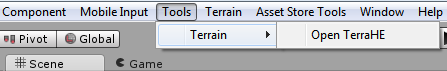 Component Mobile Input Tools Terrain Asset Store Tools Window Help
Pivot Global Terrain Open TerraHE
Scene Game